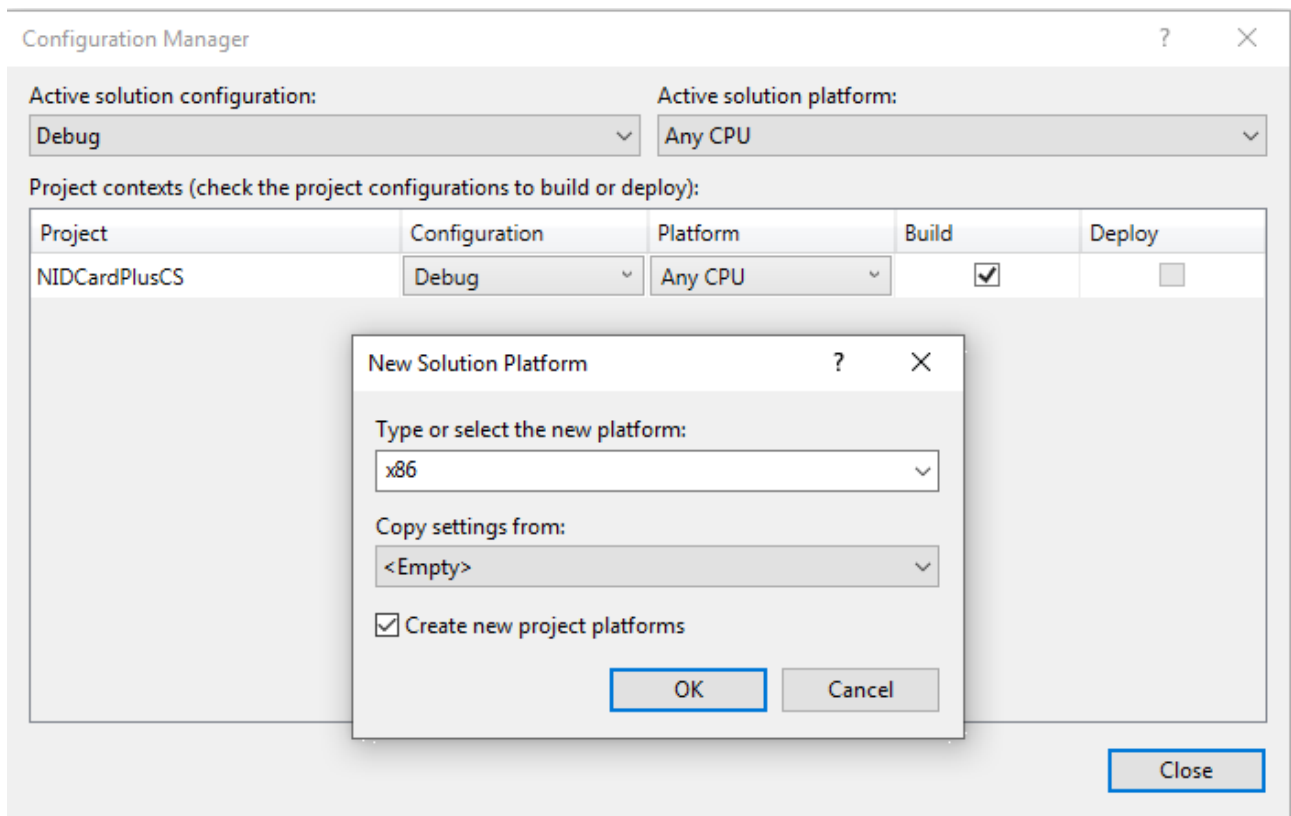 Configuration Manager
?
Active solution configuration: Active solution platform:
Debug Any CPU
Project contexts (check the project configurations to build or deploy):
Project Configuration Platform Build Deploy
NIDCardPlusCS Debug Any CPU
New Solution Platform ?
Type or select the new platform:
x86
Copy settings from:
<Empty>
Create new project platforms
OK Cancel
Close